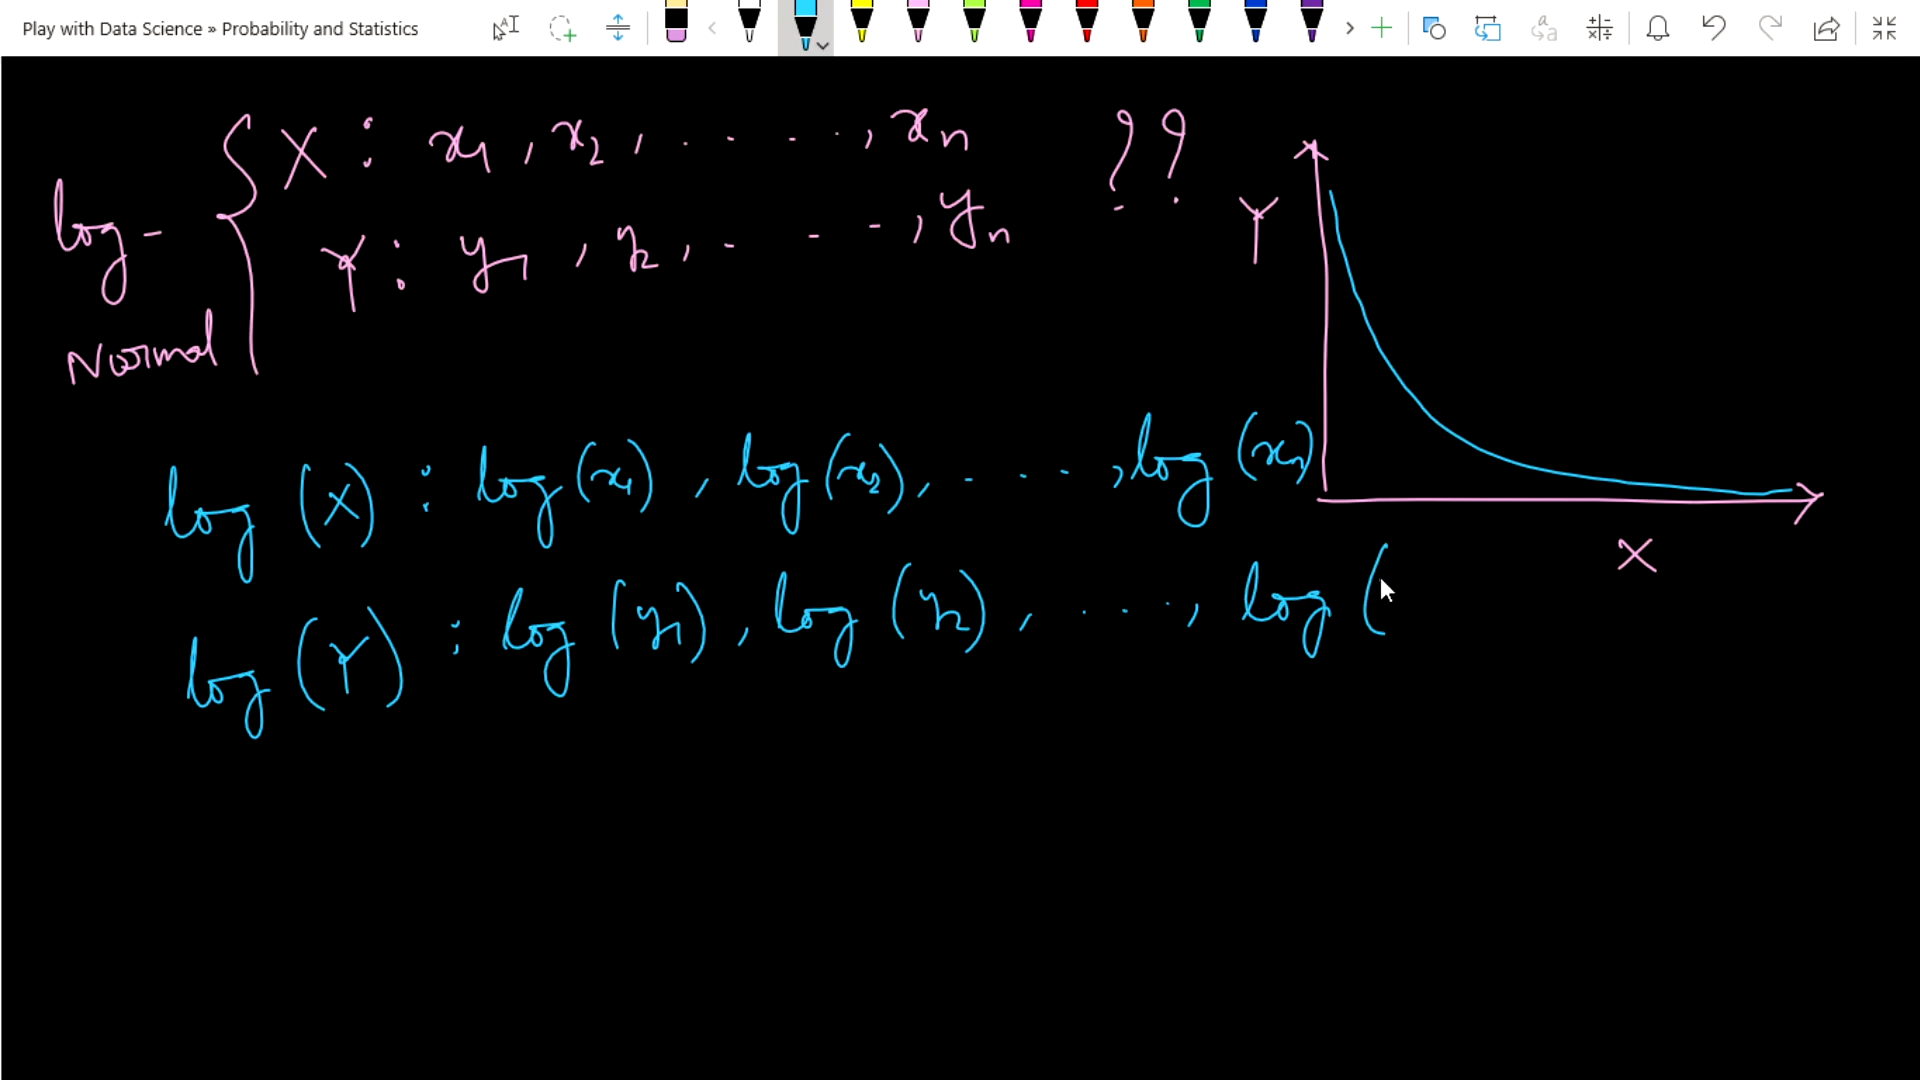 Play with Data Science » Probability and Statistics
X : x1 , x2 , . . . . , xn ??
log-
Normal
Y : y1 , y2 , . . . , yn
Y
log (X) : log (x1) , log (x2) , . . . , log (xn)
X
log (Y) : log (y1) , log (y2) , . . . , log (